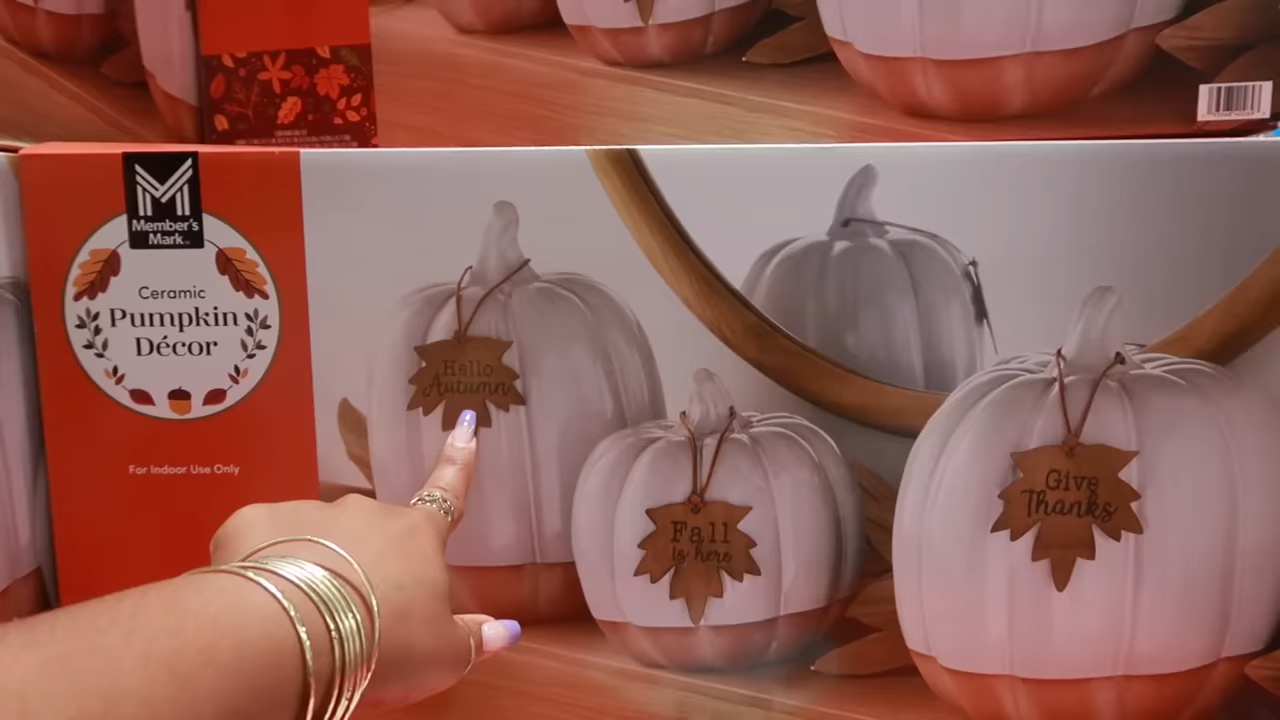 Member's
Mark
Ceramic
Pumpkin
Décor
For Indoor Use Only
Hello
Autumn
Fall
is here
Give
Thanks